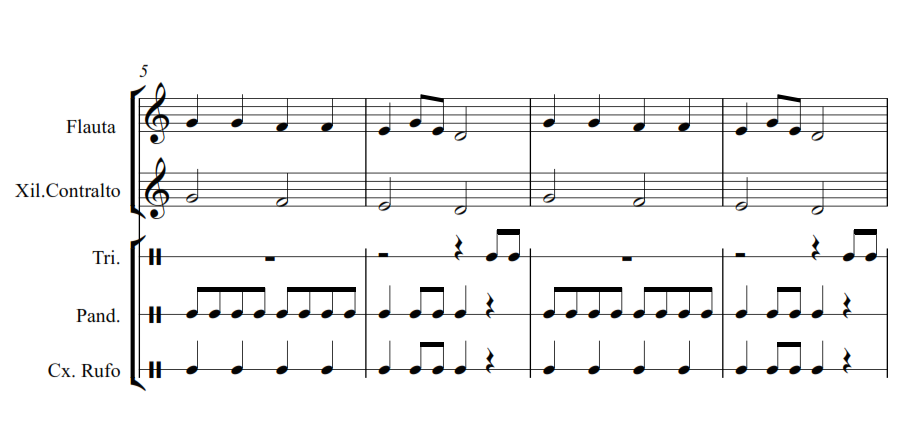 5
Flauta
Xil.Contralto
Tri.
Pand.
Cx. Rufo